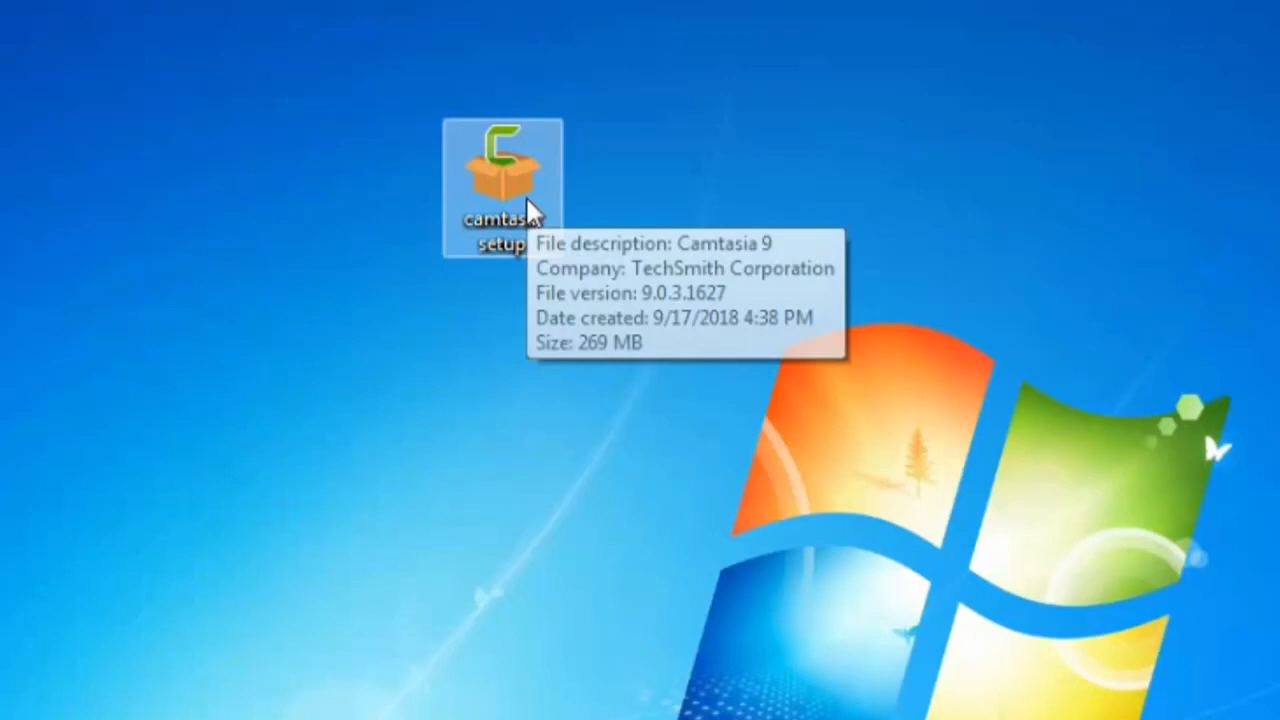 camtasia
setup
File description: Camtasia 9
Company: TechSmith Corporation
File version: 9.0.3.1627
Date created: 9/17/2018 4:38 PM
Size: 269 MB